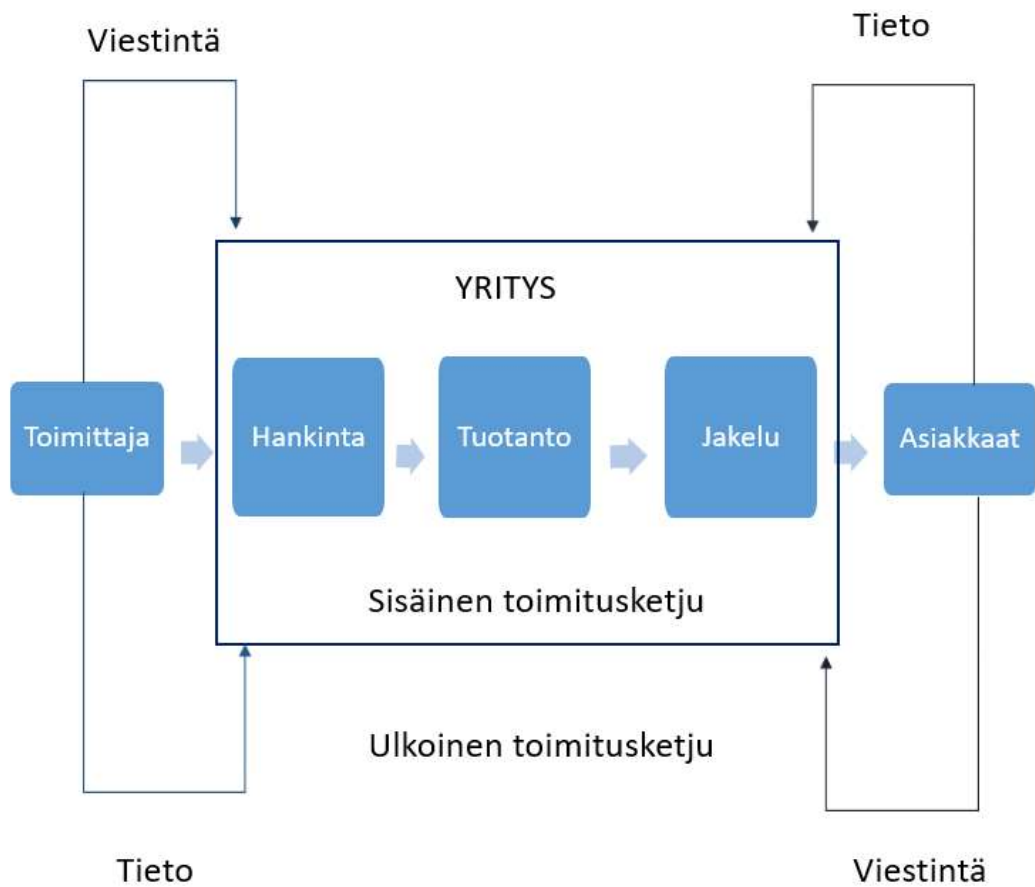 Viestintä
Tieto
YRITYS
Toimittaja
Hankinta
Tuotanto
Jakelu
Asiakkaat
Sisäinen toimitusketju
Ulkoinen toimitusketju
Tieto
Viestintä